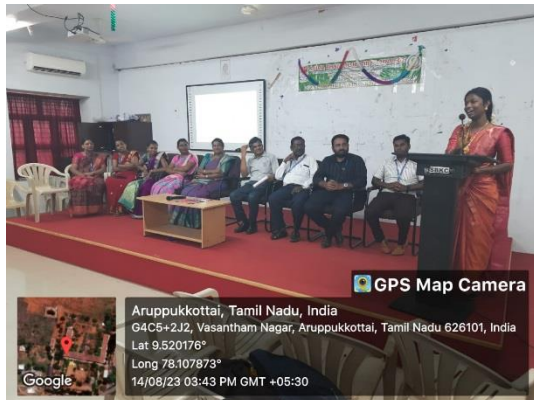 SBKC
GPS Map Camera
Aruppukkottai, Tamil Nadu, India
G4C5+2J2, Vasantham Nagar, Aruppukkottai, Tamil Nadu 626101, India
Lat 9.520176°
Long 78.107873°
14/08/23 03:43 PM GMT +05:30
Google